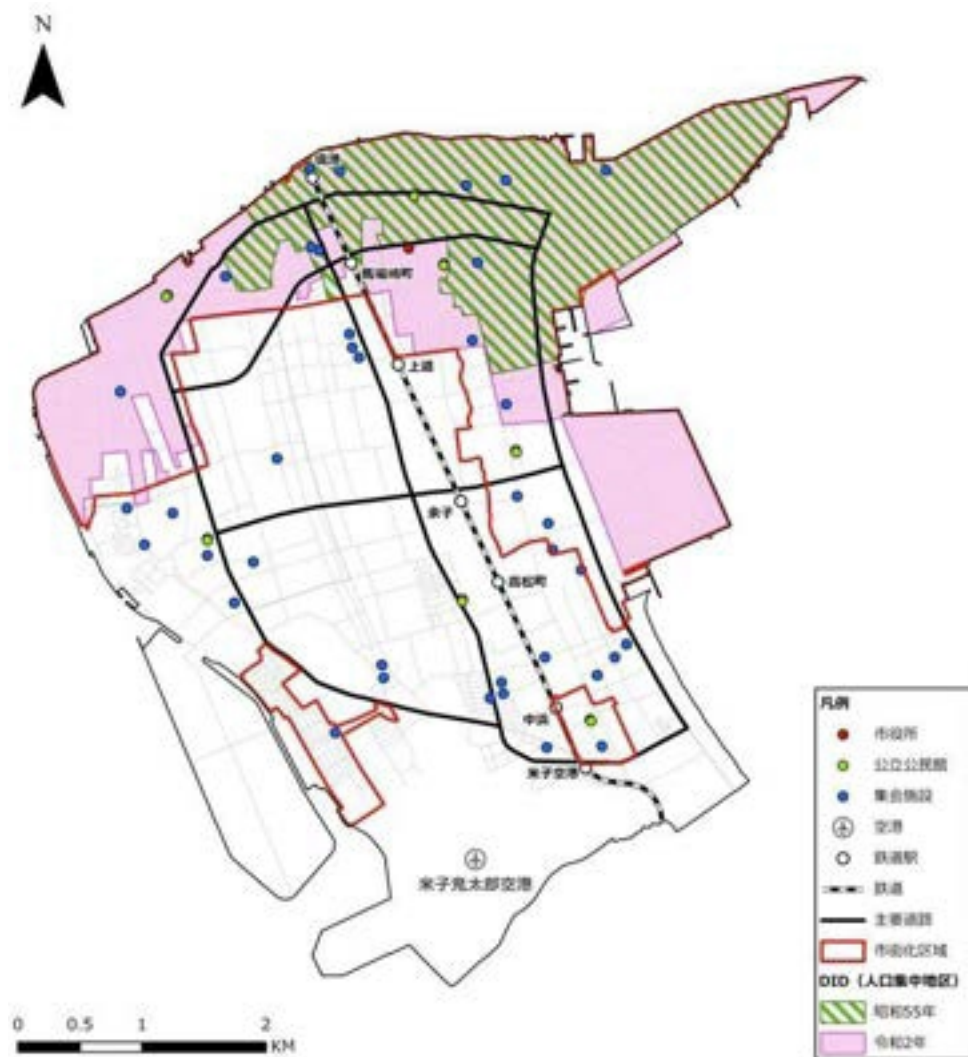 N
境港
馬場崎町
上道
余子
高松町
中浜
米子空港
米子鬼太郎空港
凡例
市役所
公立公民館
集会施設
空港
鉄道駅
鉄道
主要道路
市街化区域
DID（人口集中地区）
昭和55年
令和2年
0 0.5 1 2
KM